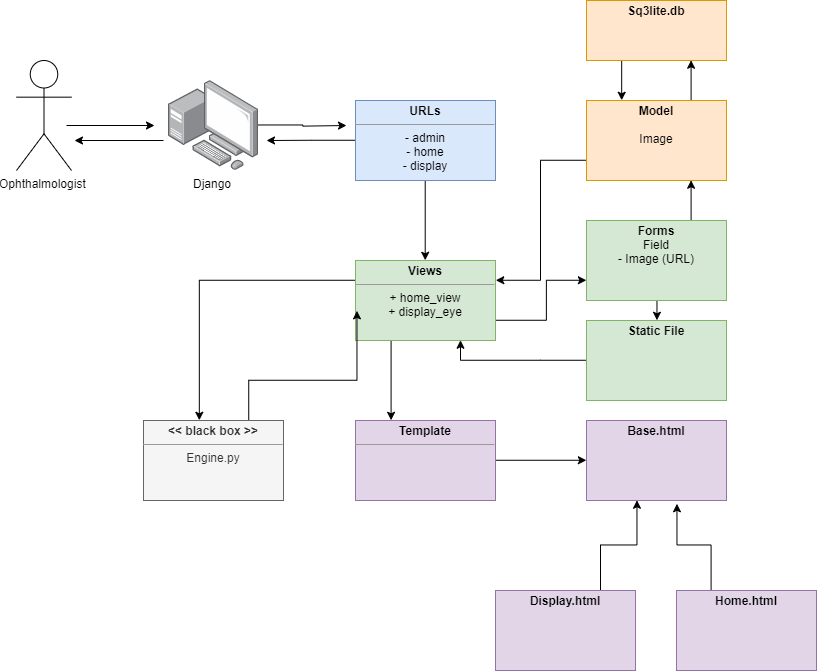 Sq3lite.db
Model
Image
URLs
- admin
- home
- display
Ophthalmologist
Django
Forms
Field
- Image (URL)
Views
+ home_view
+ display_eye
Static File
<< black box >>
Engine.py
Template
Base.html
Display.html
Home.html